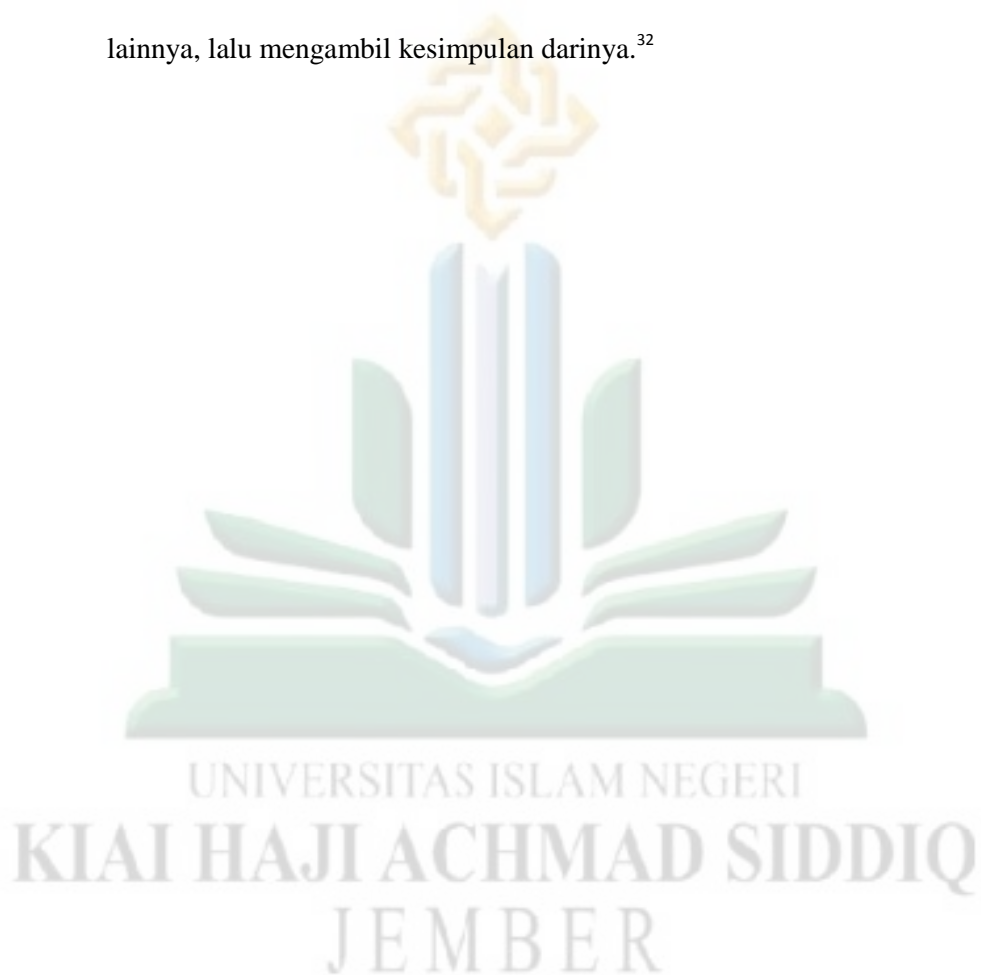 lainnya, lalu mengambil kesimpulan darinya.³²
UNIVERSITAS ISLAM NEGERI
KIAI HAJI ACHMAD SIDDIQ
JEMBER